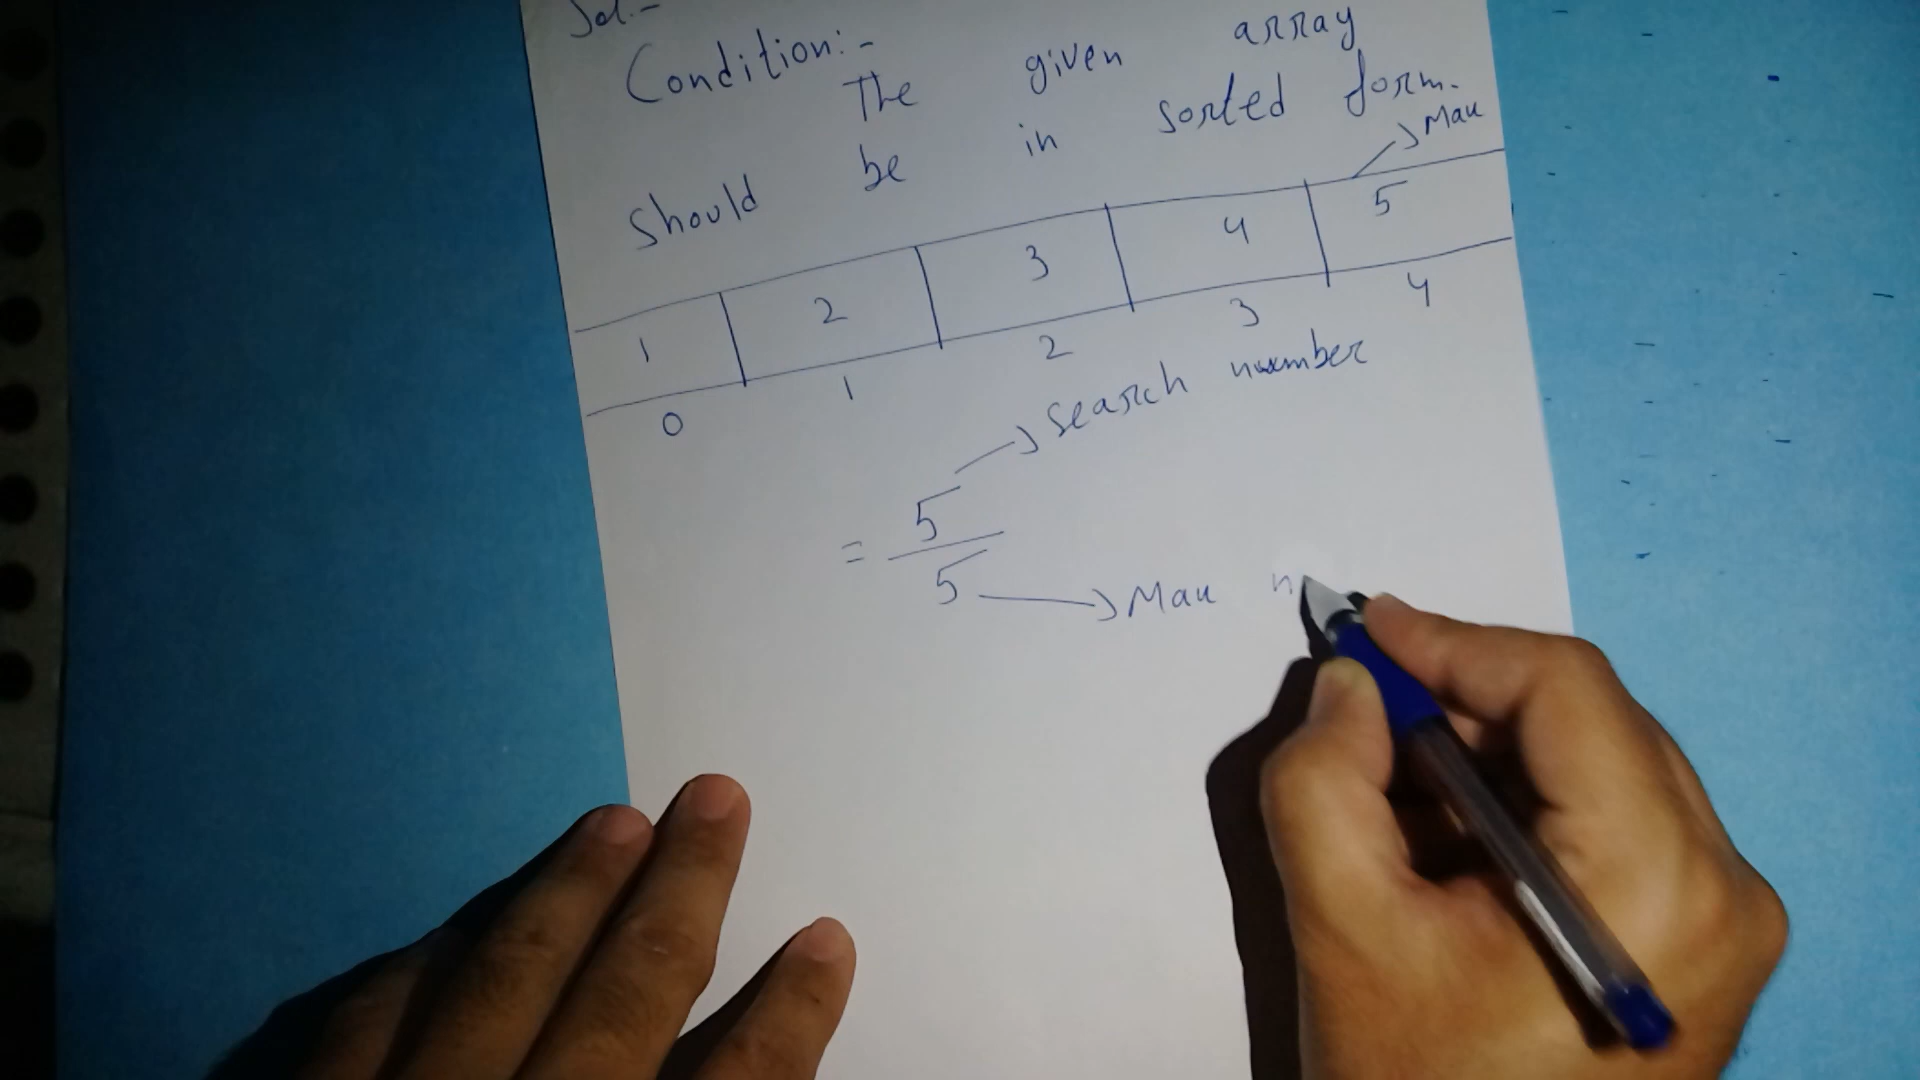 Sol:-
Condition:- The given array
should be in sorted form.
Max
1 2 3 4 5
0 1 2 3 4
search number
= 5
5 Max n